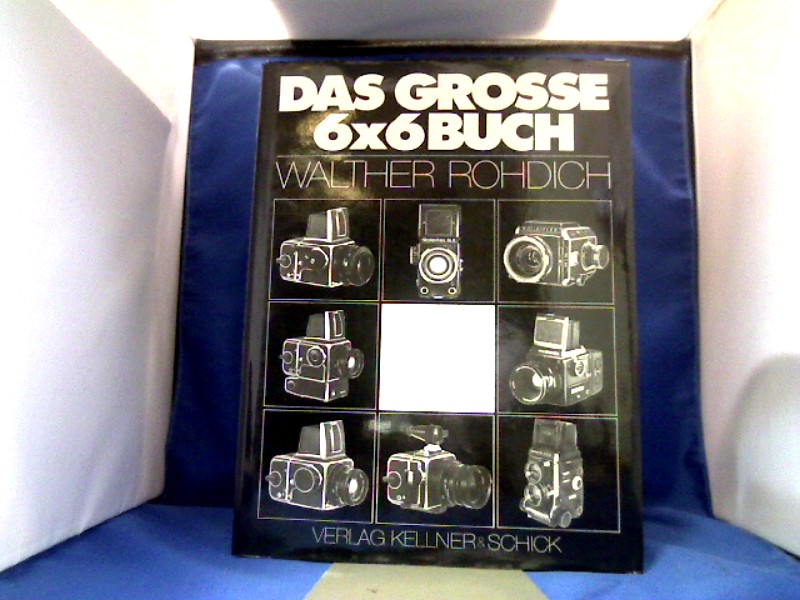 DAS GROSSE
6x6 BUCH
WALTHER ROHDICH
VERLAG KELLNER & SCHICK